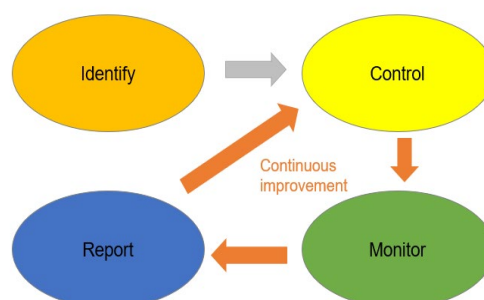 Identify
Control
Continuous
improvement
Report
Monitor